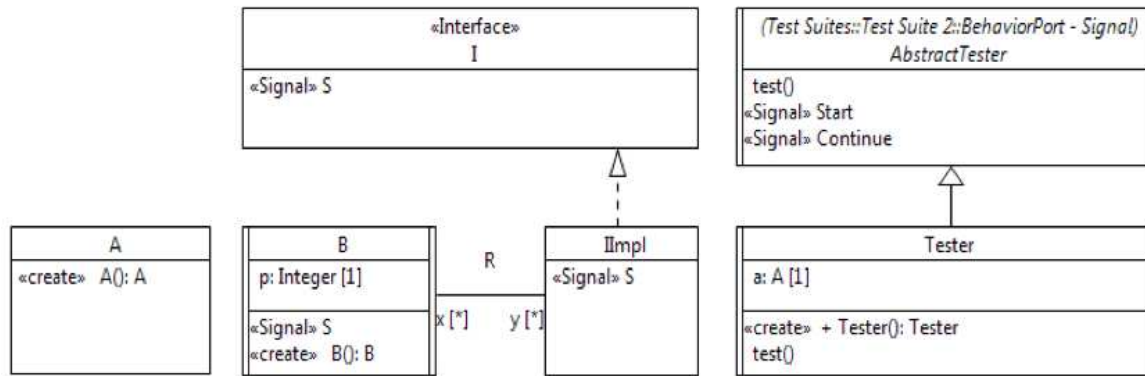 «Interface»
I
«Signal» S
(Test Suites::Test Suite 2::BehaviorPort - Signal)
AbstractTester
test()
«Signal» Start
«Signal» Continue
A
«create» A(): A
B
p: Integer [1]
«Signal» S
«create» B(): B
R
x [*] y [*]
IImpl
«Signal» S
Tester
a: A [1]
«create» + Tester(): Tester
test()